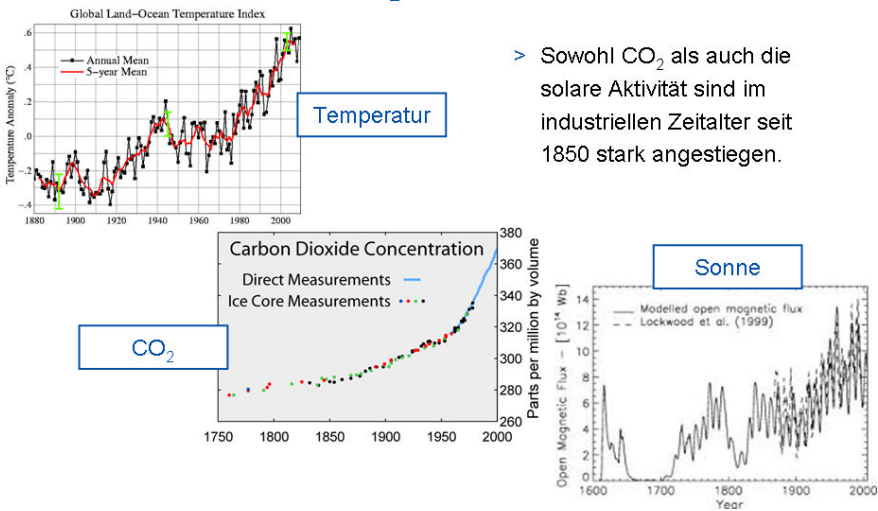 Global Land−Ocean Temperature Index
.6
.4
.2
.0
-.2
-.4
Temperature Anomaly (°C)
Annual Mean
5−year Mean
1880 1900 1920 1940 1960 1980 2000
Temperatur
> Sowohl CO2 als auch die
solare Aktivität sind im
industriellen Zeitalter seit
1850 stark angestiegen.
Carbon Dioxide Concentration
Direct Measurements
Ice Core Measurements
380
360
340
320
300
280
260
Parts per million by volume
1750 1800 1850 1900 1950 2000
CO2
Sonne
14
12
10
8
6
4
2
0
Open Magnetic Flux − [10^14 Wb]
Modelled open magnetic flux
Lockwood et al. (1999)
1600 1700 1800 1900 2000
Year